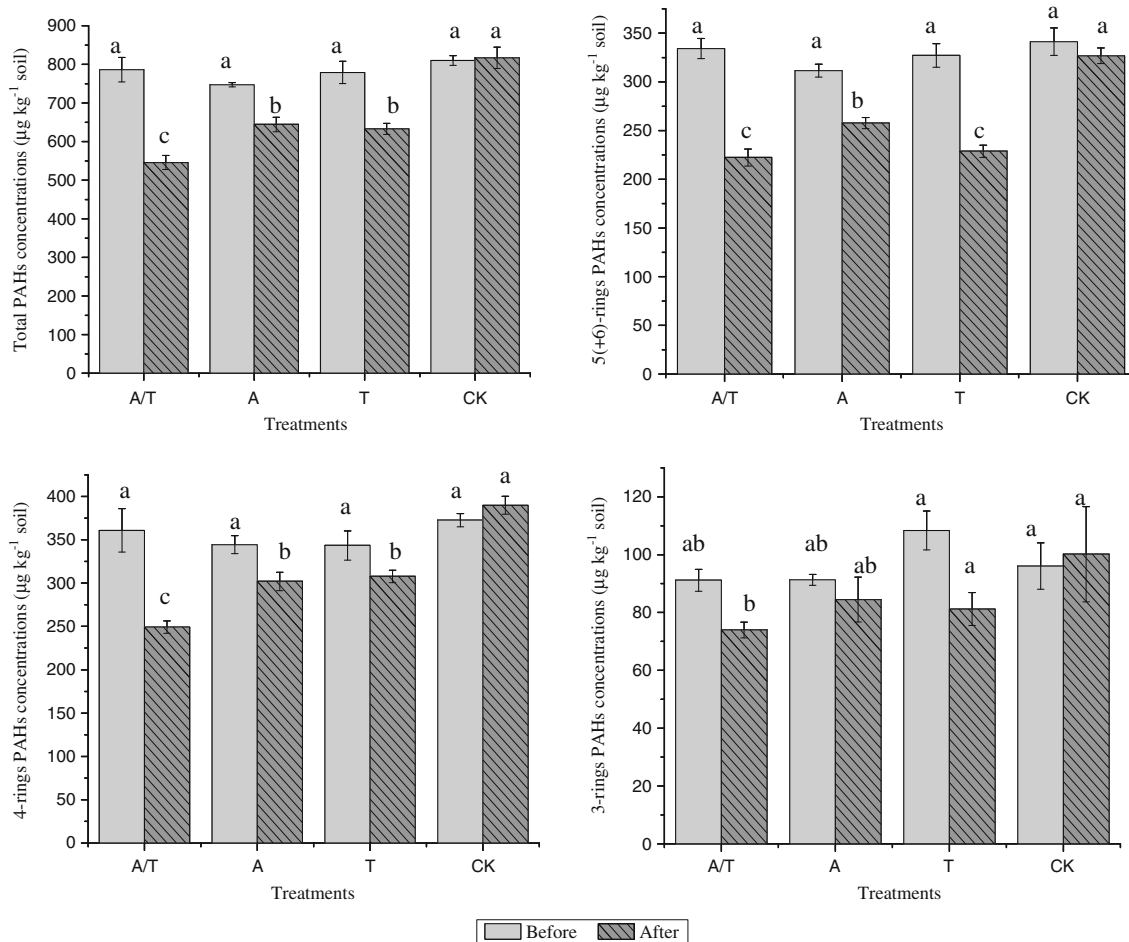 Total PAHs concentrations (µg kg⁻¹ soil)
900
800
700
600
500
400
300
200
100
0
a
c
a
b
a
b
a
a
A/T
A
T
CK
Treatments
5(+6)-rings PAHs concentrations (µg kg⁻¹ soil)
350
300
250
200
150
100
50
0
a
c
a
b
a
c
a
a
A/T
A
T
CK
Treatments
4-rings PAHs concentrations (µg kg⁻¹ soil)
400
350
300
250
200
150
100
50
0
a
c
a
b
a
b
a
a
A/T
A
T
CK
Treatments
3-rings PAHs concentrations (µg kg⁻¹ soil)
120
100
80
60
40
20
0
ab
b
ab
ab
a
a
a
a
A/T
A
T
CK
Treatments
Before After